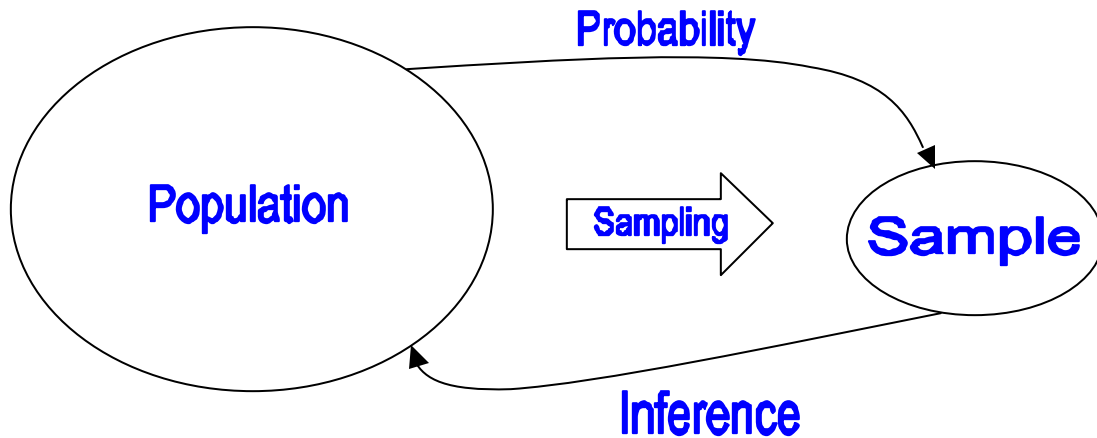 Probability
Population
Sampling
Sample
Inference